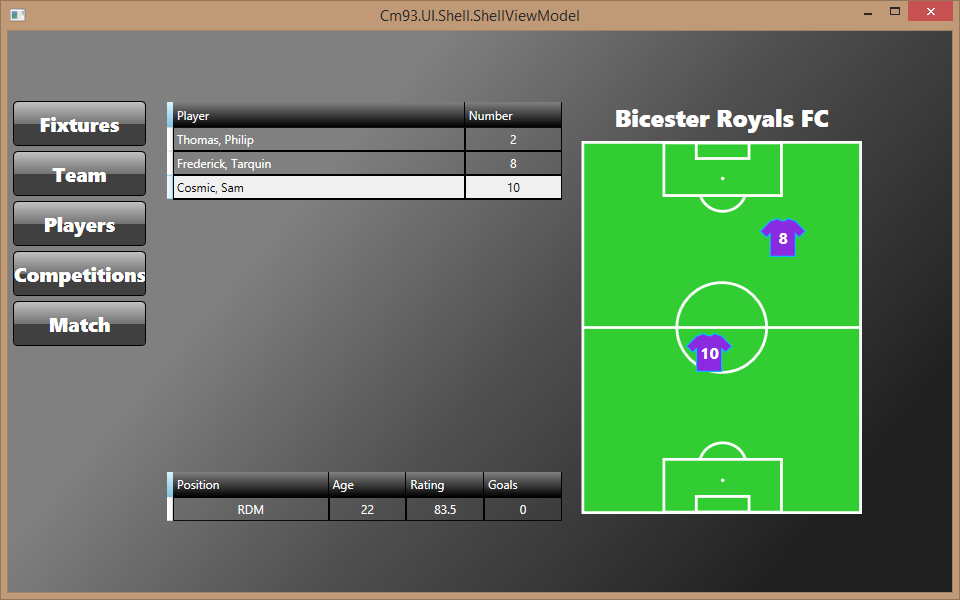 Cm93.UI.Shell.ShellViewModel
Fixtures
Team
Players
Competitions
Match
Player Number
Thomas, Philip 2
Frederick, Tarquin 8
Cosmic, Sam 10
Position Age Rating Goals
RDM 22 83.5 0
Bicester Royals FC
8
10